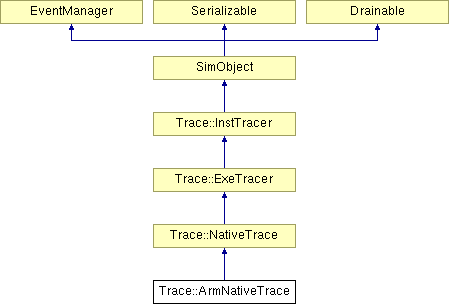 EventManager
Serializable
Drainable
SimObject
Trace::InstTracer
Trace::ExeTracer
Trace::NativeTrace
Trace::ArmNativeTrace